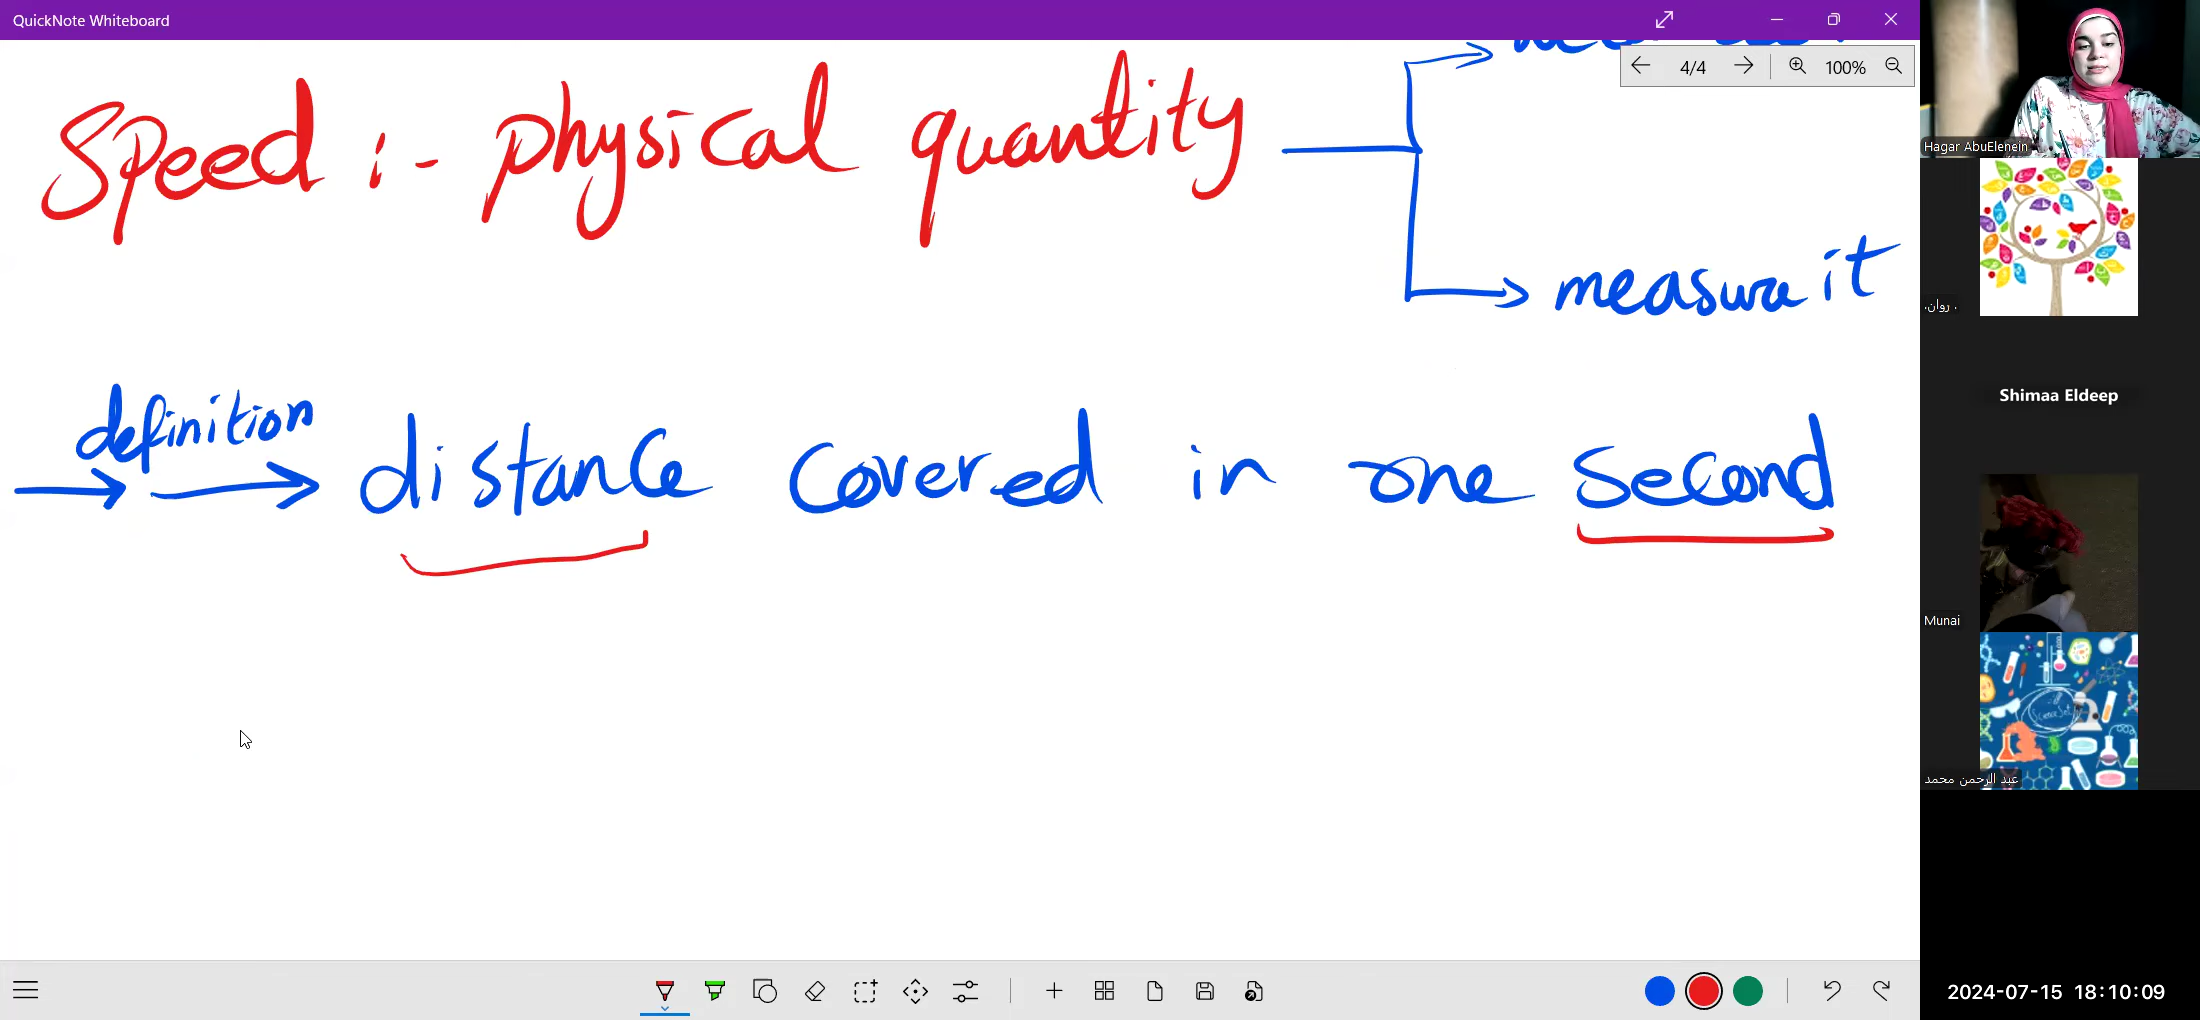 QuickNote Whiteboard
4/4 100%
Speed :- physical quantity
measure it
definition
distance covered in one second
Hagar AbuElenein
. روان.
Shimaa Eldeep
Munai
عبد الرحمن محمد
2024-07-15 18:10:09